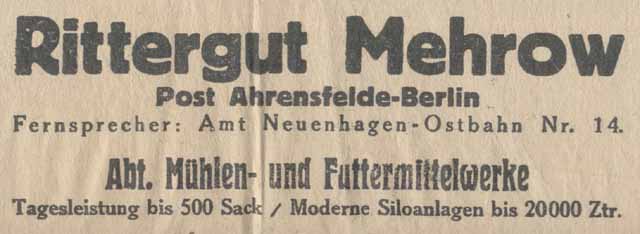 Rittergut Mehrow
Post Ahrensfelde-Berlin
Fernsprecher: Amt Neuenhagen-Ostbahn Nr. 14.
Abt. Mühlen- und Futtermittelwerke
Tagesleistung bis 500 Sack / Moderne Siloanlagen bis 20000 Ztr.